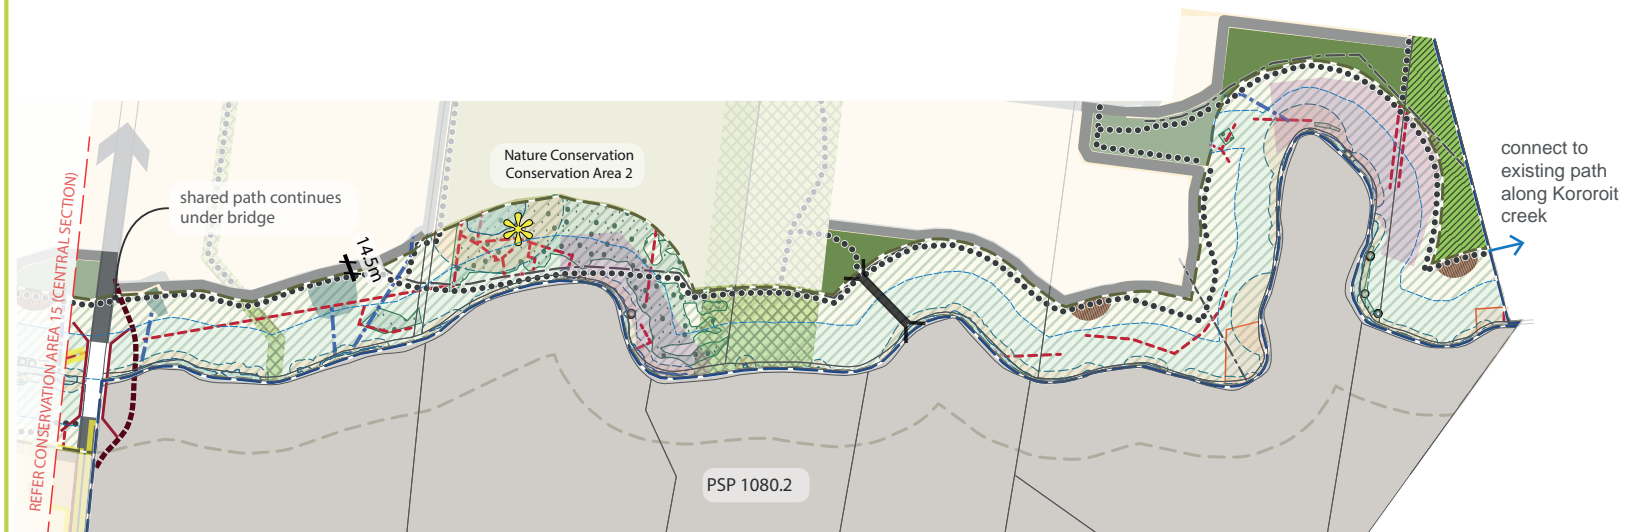 REFER CONSERVATION AREA 15 (CENTRAL SECTION)
shared path continues
under bridge
14.5m
Nature Conservation
Conservation Area 2
connect to
existing path
along Kororoit
creek
PSP 1080.2